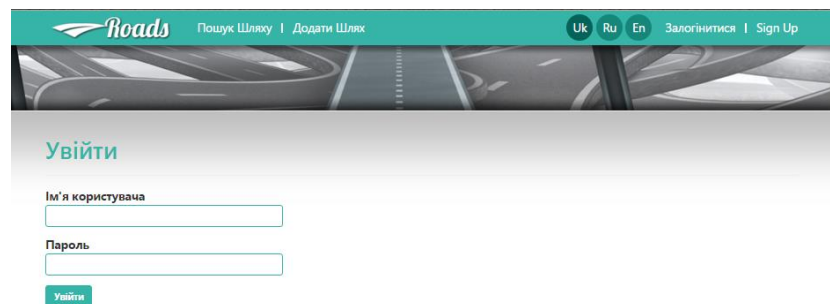 Roads Пошук Шляху | Додати Шлях Uk Ru En Залогінитися | Sign Up
Увійти
Ім'я користувача
Пароль
Увійти